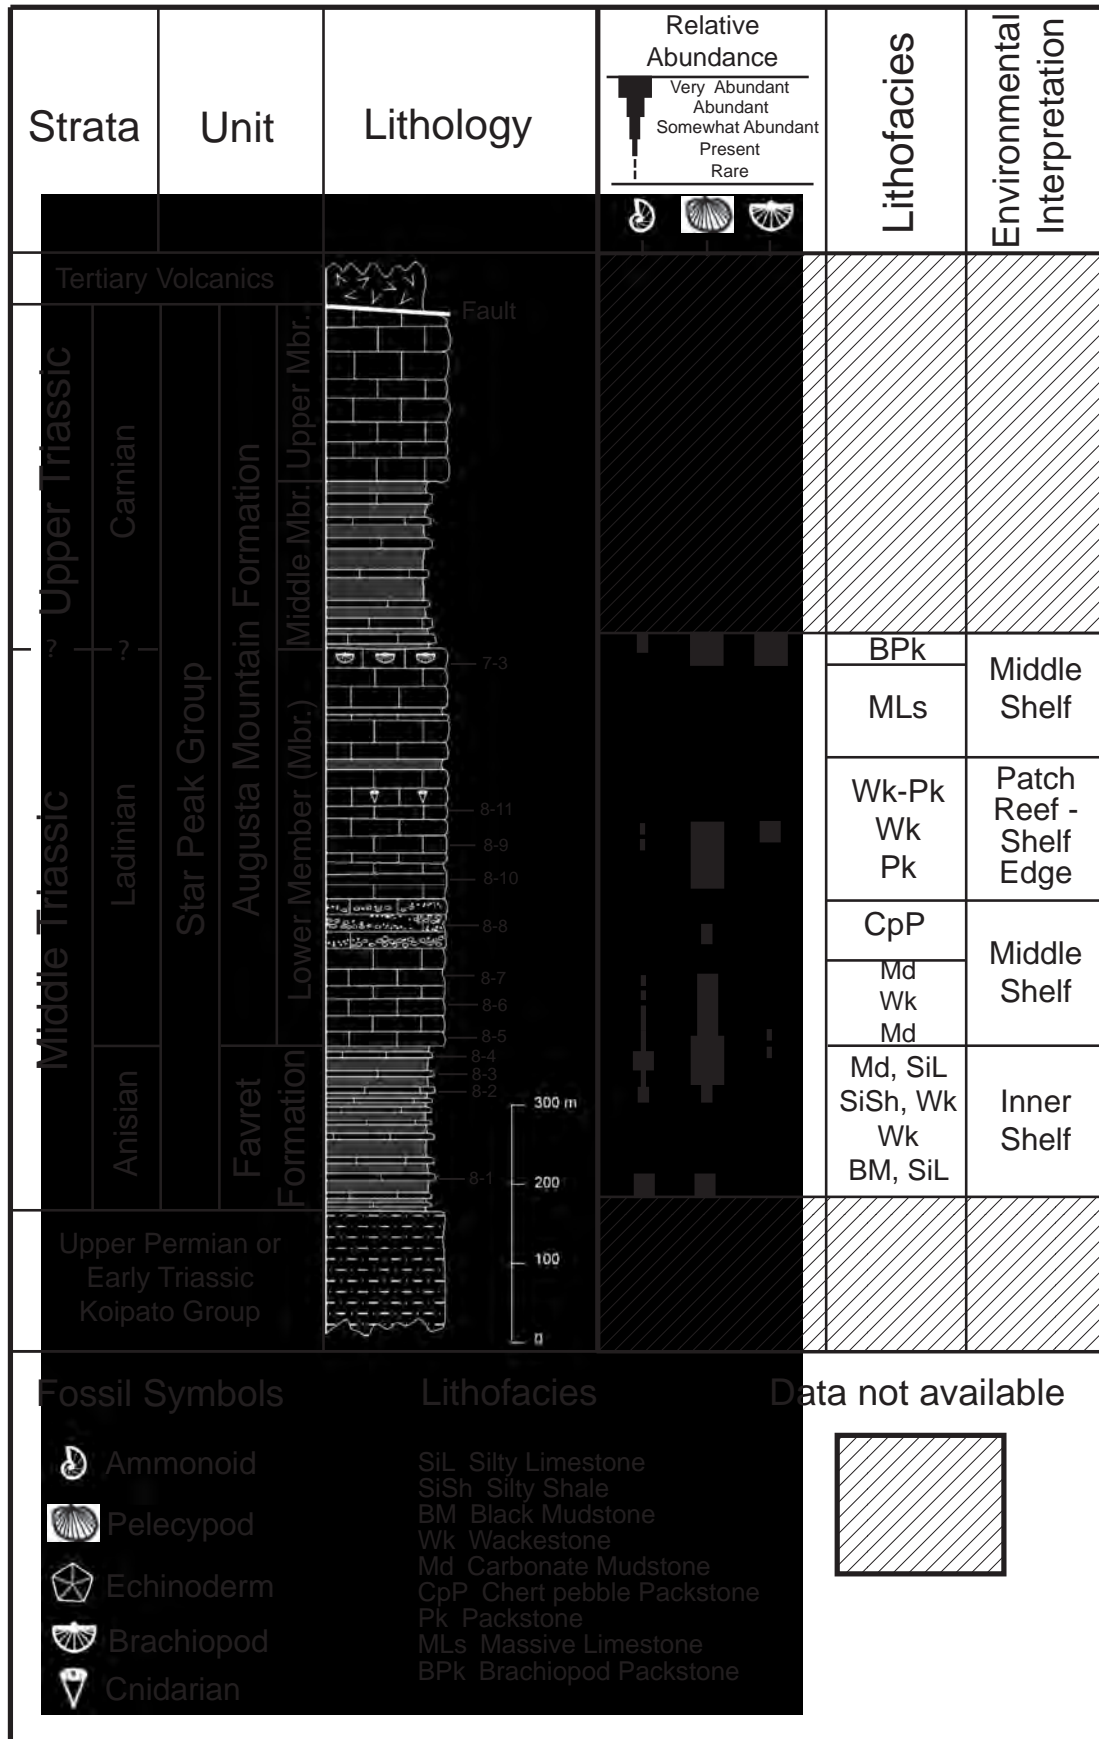 Strata
Unit
Lithology
Relative
Abundance
Very Abundant
Abundant
Somewhat Abundant
Present
Rare
Lithofacies
Environmental
Interpretation
Tertiary Volcanics
Fault
Upper Triassic
Carnian
Upper Mbr.
Middle Mbr.
? ?
Middle Triassic
Ladinian
Anisian
Star Peak Group
Augusta Mountain Formation
Lower Member (Mbr.)
Favret
Formation
7-3
8-11
8-9
8-10
8-8
8-7
8-6
8-5
8-4
8-3
8-2
8-1
300 m
200
100
0
BPk
MLs
Wk-Pk
Wk
Pk
CpP
Md
Wk
Md
Md, SiL
SiSh, Wk
Wk
BM, SiL
Middle
Shelf
Patch
Reef -
Shelf
Edge
Middle
Shelf
Inner
Shelf
Upper Permian or
Early Triassic
Koipato Group
Fossil Symbols
Ammonoid
Pelecypod
Echinoderm
Brachiopod
Cnidarian
Lithofacies
SiL Silty Limestone
SiSh Silty Shale
BM Black Mudstone
Wk Wackestone
Md Carbonate Mudstone
CpP Chert pebble Packstone
Pk Packstone
MLs Massive Limestone
BPk Brachiopod Packstone
Data not available